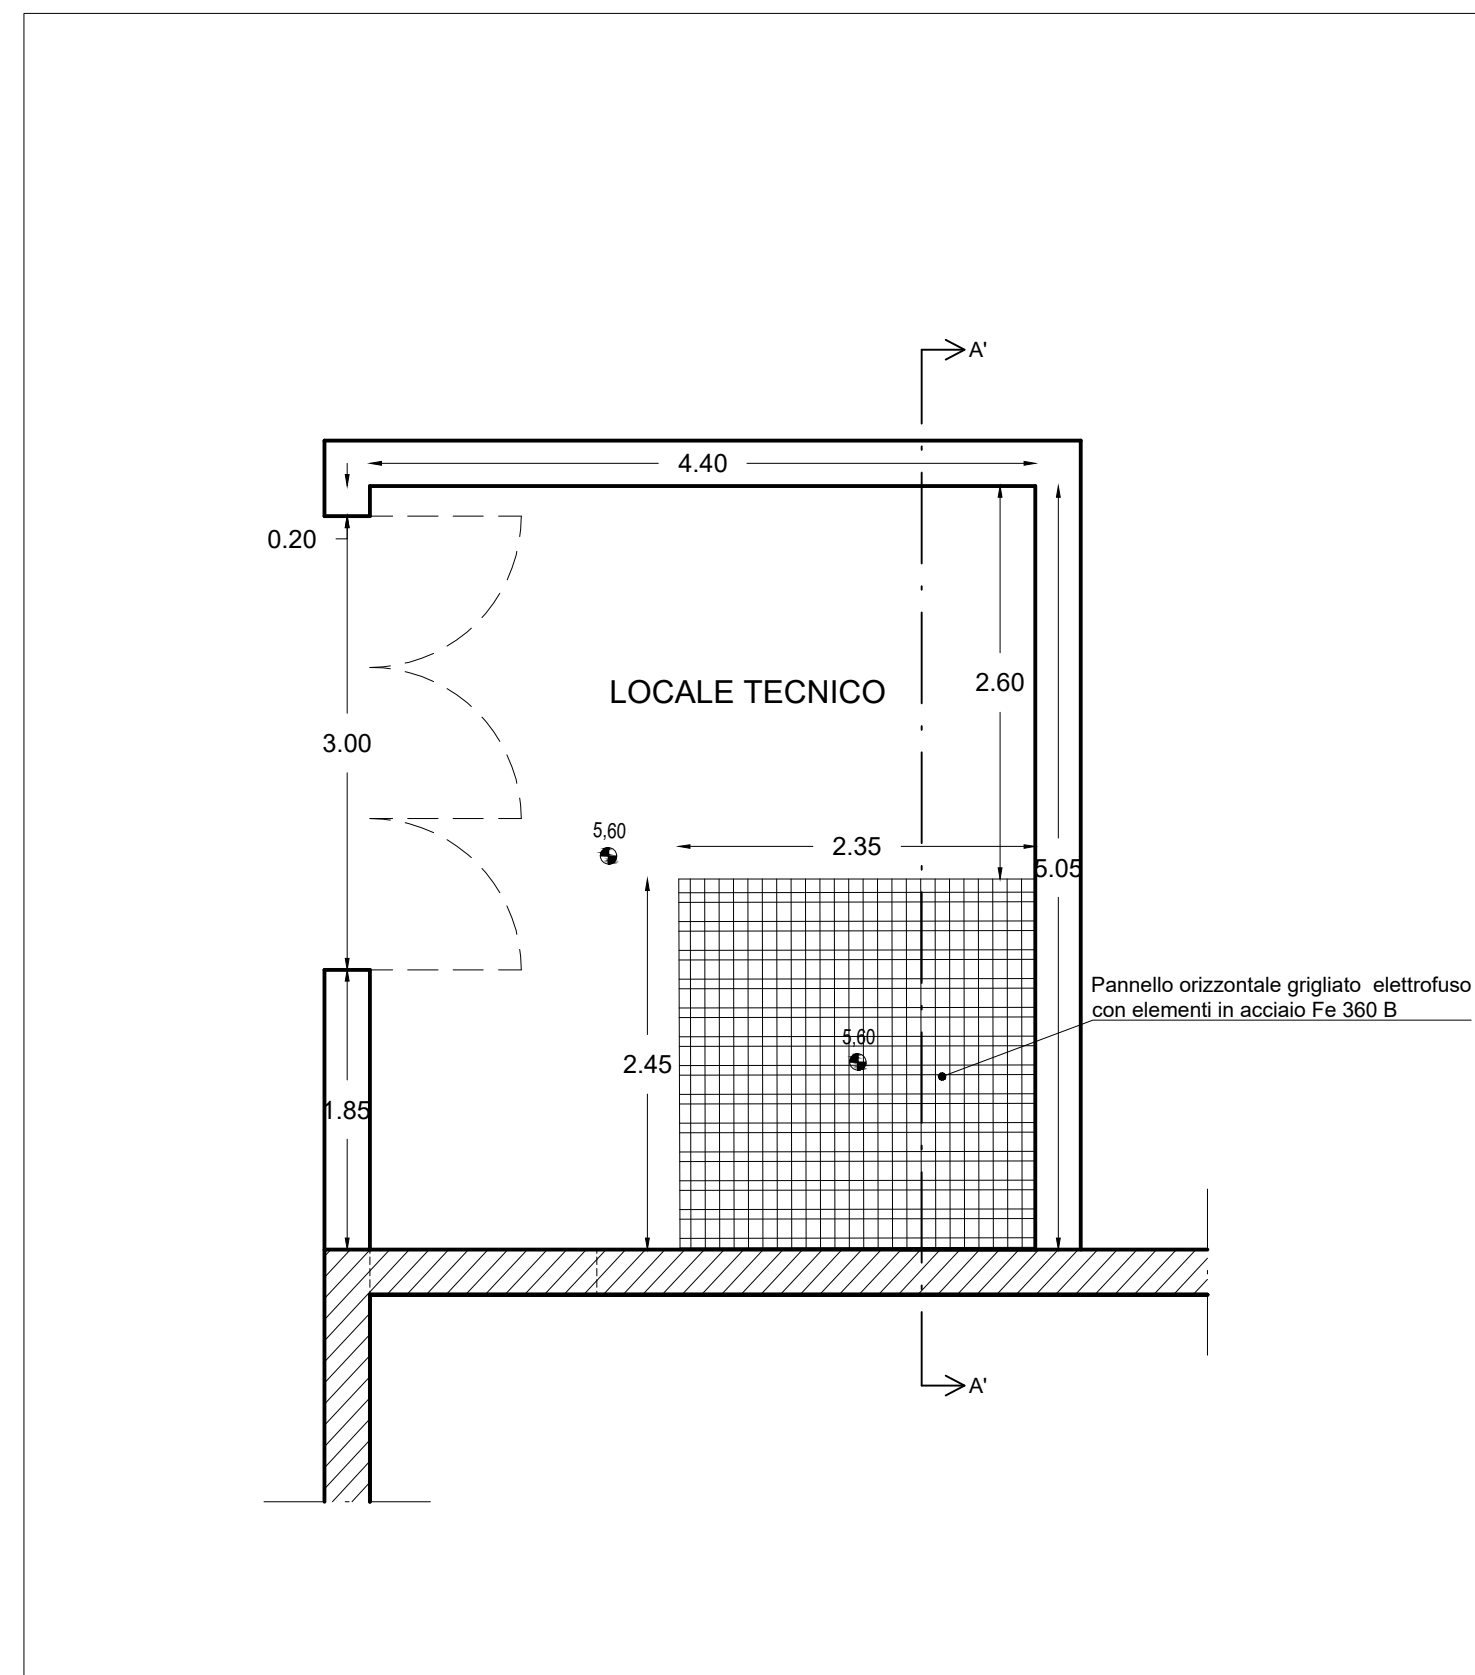 A'
4.40
0.20
2.60
LOCALE TECNICO
3.00
5,60
2.35
5.05
Pannello orizzontale grigliato elettrofuso
con elementi in acciaio Fe 360 B
5,60
2.45
1.85
A'